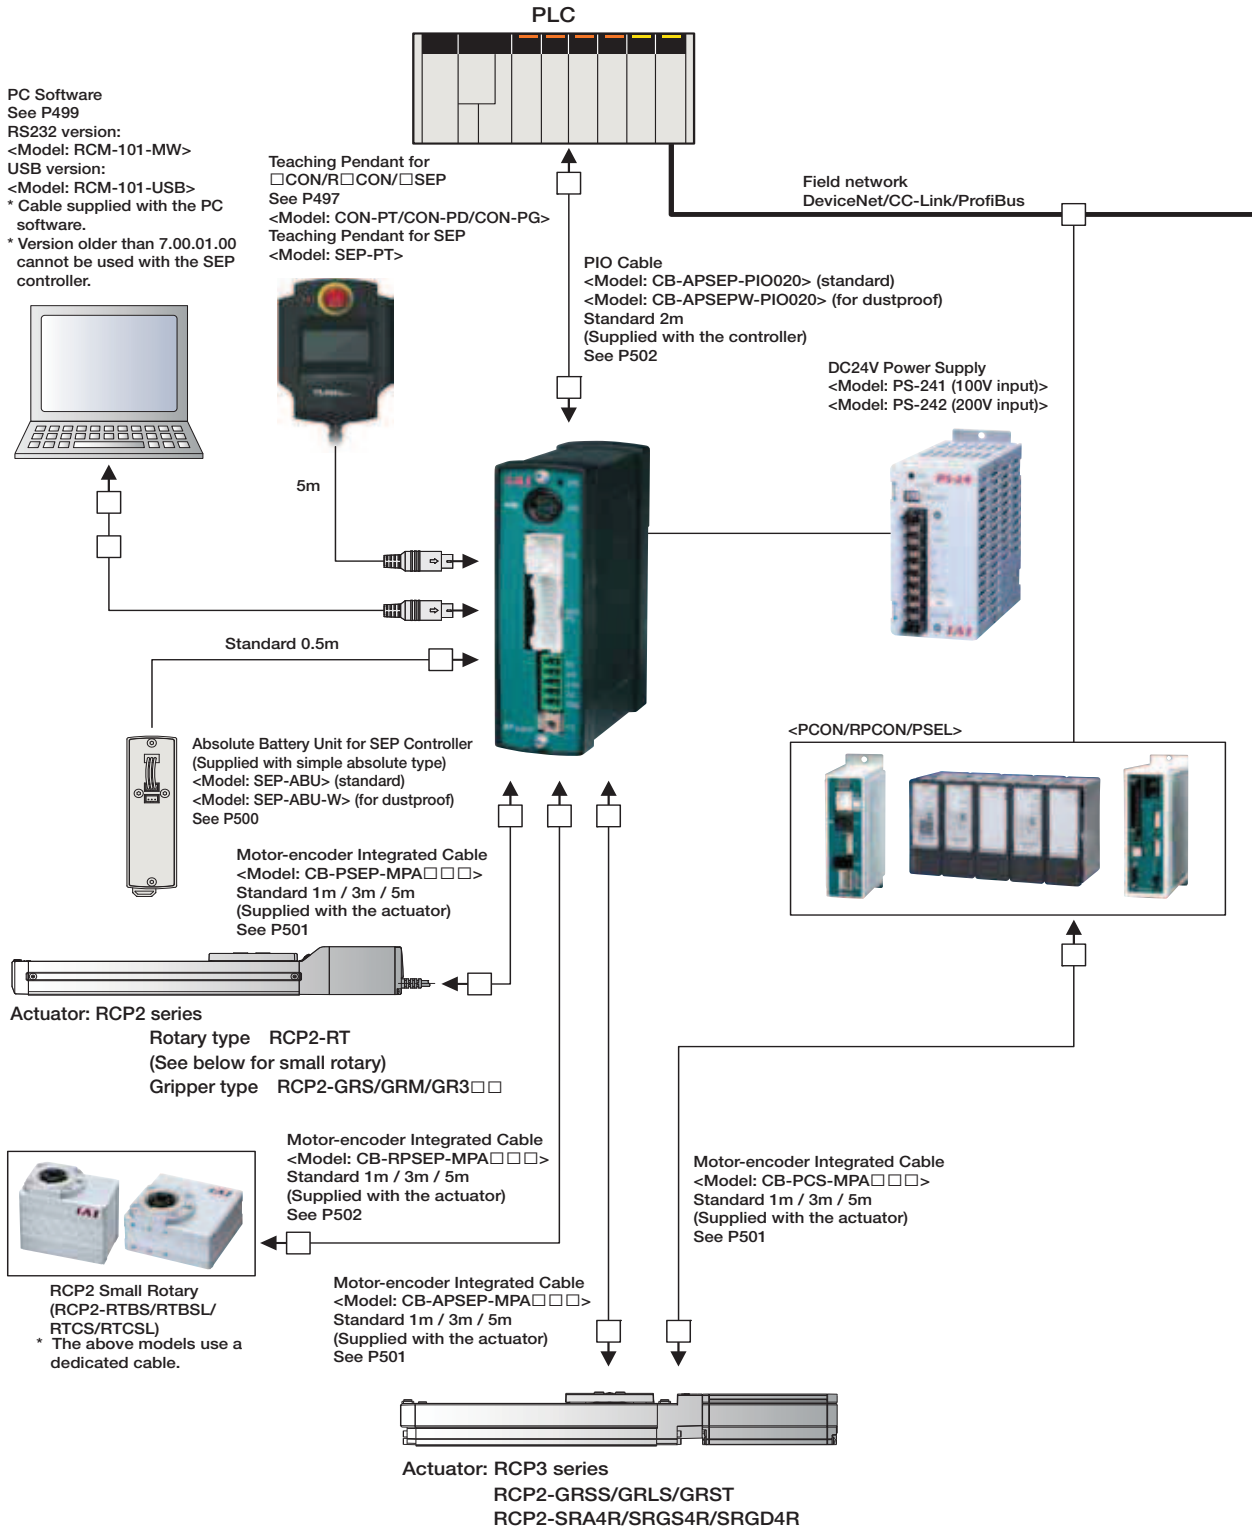 PLC
PC Software
See P499
RS232 version:
<Model: RCM-101-MW>
USB version:
<Model: RCM-101-USB>
* Cable supplied with the PC
software.
* Version older than 7.00.01.00
cannot be used with the SEP
controller.
Teaching Pendant for
□CON/R□CON/□SEP
See P497
<Model: CON-PT/CON-PD/CON-PG>
Teaching Pendant for SEP
<Model: SEP-PT>
Field network
DeviceNet/CC-Link/ProfiBus
PIO Cable
<Model: CB-APSEP-PIO020> (standard)
<Model: CB-APSEPW-PIO020> (for dustproof)
Standard 2m
(Supplied with the controller)
See P502
DC24V Power Supply
<Model: PS-241 (100V input)>
<Model: PS-242 (200V input)>
5m
IAI
PS-24
IAI
Standard 0.5m
Absolute Battery Unit for SEP Controller
(Supplied with simple absolute type)
<Model: SEP-ABU> (standard)
<Model: SEP-ABU-W> (for dustproof)
See P500
<PCON/RPCON/PSEL>
Motor-encoder Integrated Cable
<Model: CB-PSEP-MPA□□□>
Standard 1m / 3m / 5m
(Supplied with the actuator)
See P501
Actuator: RCP2 series
Rotary type RCP2-RT
(See below for small rotary)
Gripper type RCP2-GRS/GRM/GR3□□
Motor-encoder Integrated Cable
<Model: CB-RPSEP-MPA□□□>
Standard 1m / 3m / 5m
(Supplied with the actuator)
See P502
Motor-encoder Integrated Cable
<Model: CB-PCS-MPA□□□>
Standard 1m / 3m / 5m
(Supplied with the actuator)
See P501
IAI
IAI
RCP2 Small Rotary
(RCP2-RTBS/RTBSL/
RTCS/RTCSL)
* The above models use a
dedicated cable.
Motor-encoder Integrated Cable
<Model: CB-APSEP-MPA□□□>
Standard 1m / 3m / 5m
(Supplied with the actuator)
See P501
Actuator: RCP3 series
RCP2-GRSS/GRLS/GRST
RCP2-SRA4R/SRGS4R/SRGD4R